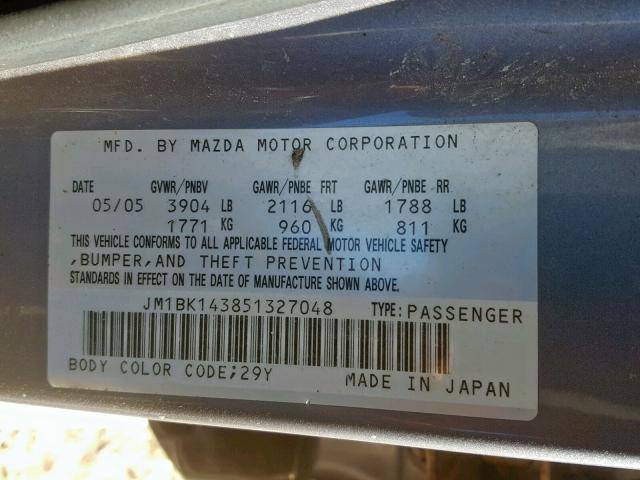 MFD. BY MAZDA MOTOR CORPORATION
DATE GVWR/PNBV GAWR/PNBE FRT GAWR/PNBE RR
05/05 3904 LB 2116 LB 1788 LB
1771 KG 960 KG 811 KG
THIS VEHICLE CONFORMS TO ALL APPLICABLE FEDERAL MOTOR VEHICLE SAFETY
,BUMPER,AND THEFT PREVENTION
STANDARDS IN EFFECT ON THE DATE OF MANUFACTURE SHOWN ABOVE.
JM1BK143851327048 TYPE:PASSENGER
BODY COLOR CODE;29Y MADE IN JAPAN